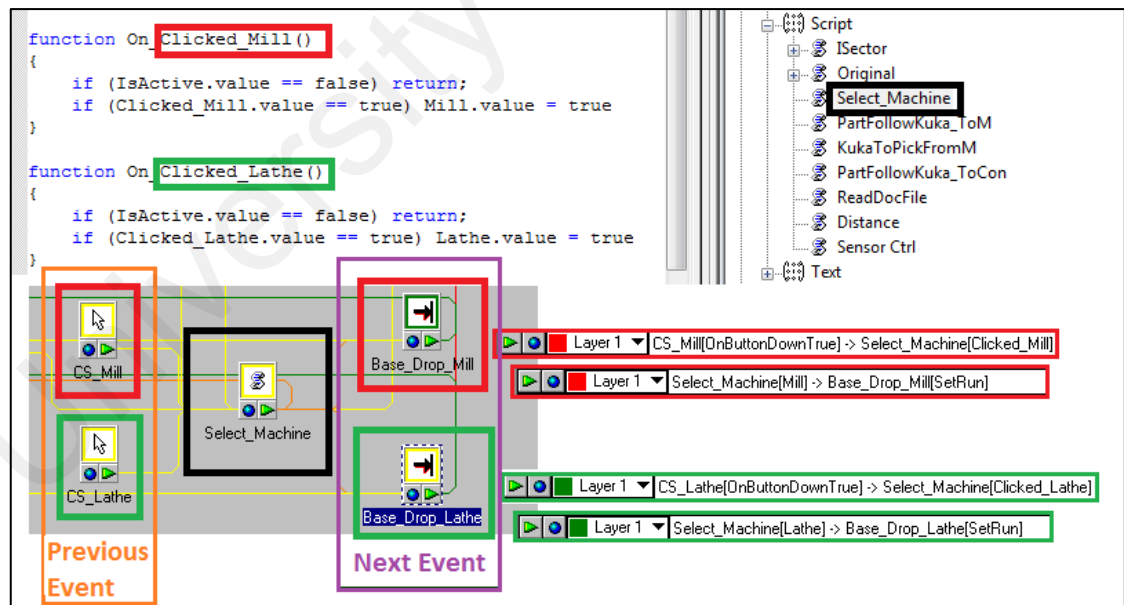 function On_Clicked_Mill()
{
if (IsActive.value == false) return;
if (Clicked_Mill.value == true) Mill.value = true
}
function On_Clicked_Lathe()
{
if (IsActive.value == false) return;
if (Clicked_Lathe.value == true) Lathe.value = true
}
Script
ISector
Original
Select_Machine
PartFollowKuka_ToM
KukaToPickFromM
PartFollowKuka_ToCon
ReadDocFile
Distance
Sensor Ctrl
Text
CS_Mill
Select_Machine
CS_Lathe
Previous
Event
Base_Drop_Mill
Base_Drop_Lathe
Next Event
Layer 1 CS_Mill[OnButtonDownTrue] -> Select_Machine[Clicked_Mill]
Layer 1 Select_Machine[Mill] -> Base_Drop_Mill[SetRun]
Layer 1 CS_Lathe[OnButtonDownTrue] -> Select_Machine[Clicked_Lathe]
Layer 1 Select_Machine[Lathe] -> Base_Drop_Lathe[SetRun]
University